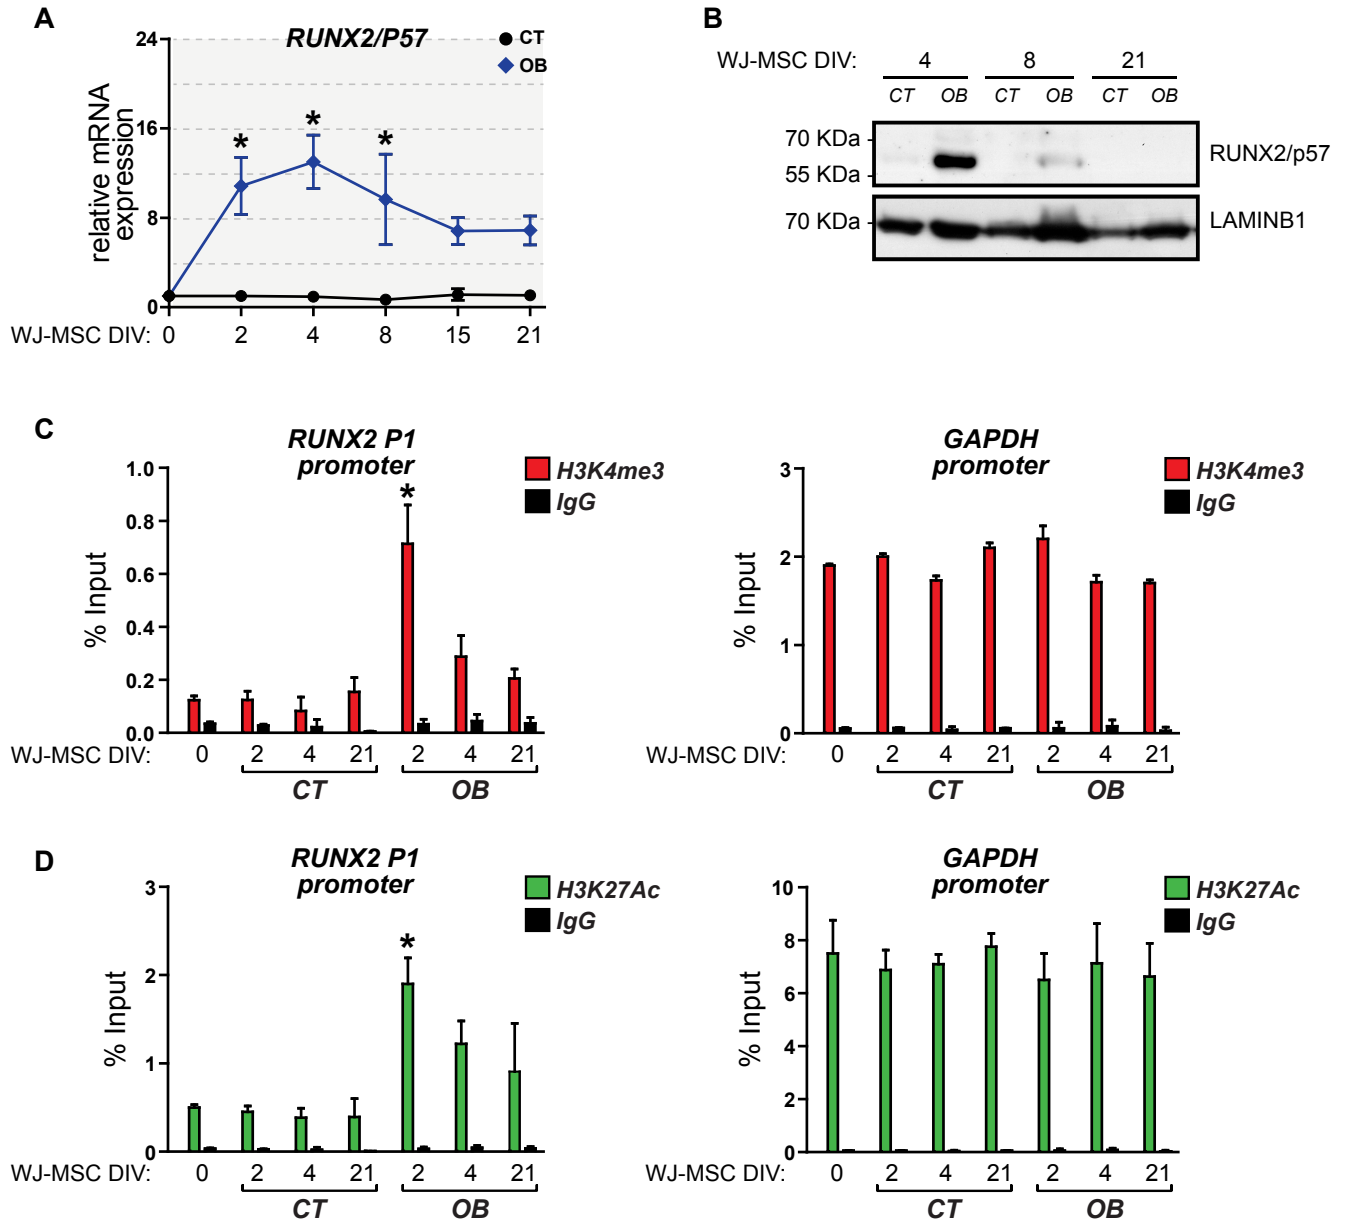 A
RUNX2/P57
CT
OB
24
16
8
0
relative mRNA
expression
*
*
*
WJ-MSC DIV: 0 2 4 8 15 21
B
WJ-MSC DIV: 4 8 21
CT OB CT OB CT OB
70 KDa
55 KDa
RUNX2/p57
70 KDa
LAMINB1
C
RUNX2 P1
promoter
H3K4me3
IgG
1.0
0.8
0.6
0.4
0.2
0.0
% Input
*
WJ-MSC DIV: 0 2 4 21 2 4 21
CT OB
GAPDH
promoter
H3K4me3
IgG
3
2
1
0
% Input
WJ-MSC DIV: 0 2 4 21 2 4 21
CT OB
D
RUNX2 P1
promoter
H3K27Ac
IgG
3
2
1
0
% Input
*
WJ-MSC DIV: 0 2 4 21 2 4 21
CT OB
GAPDH
promoter
H3K27Ac
IgG
10
8
6
4
2
0
% Input
WJ-MSC DIV: 0 2 4 21 2 4 21
CT OB